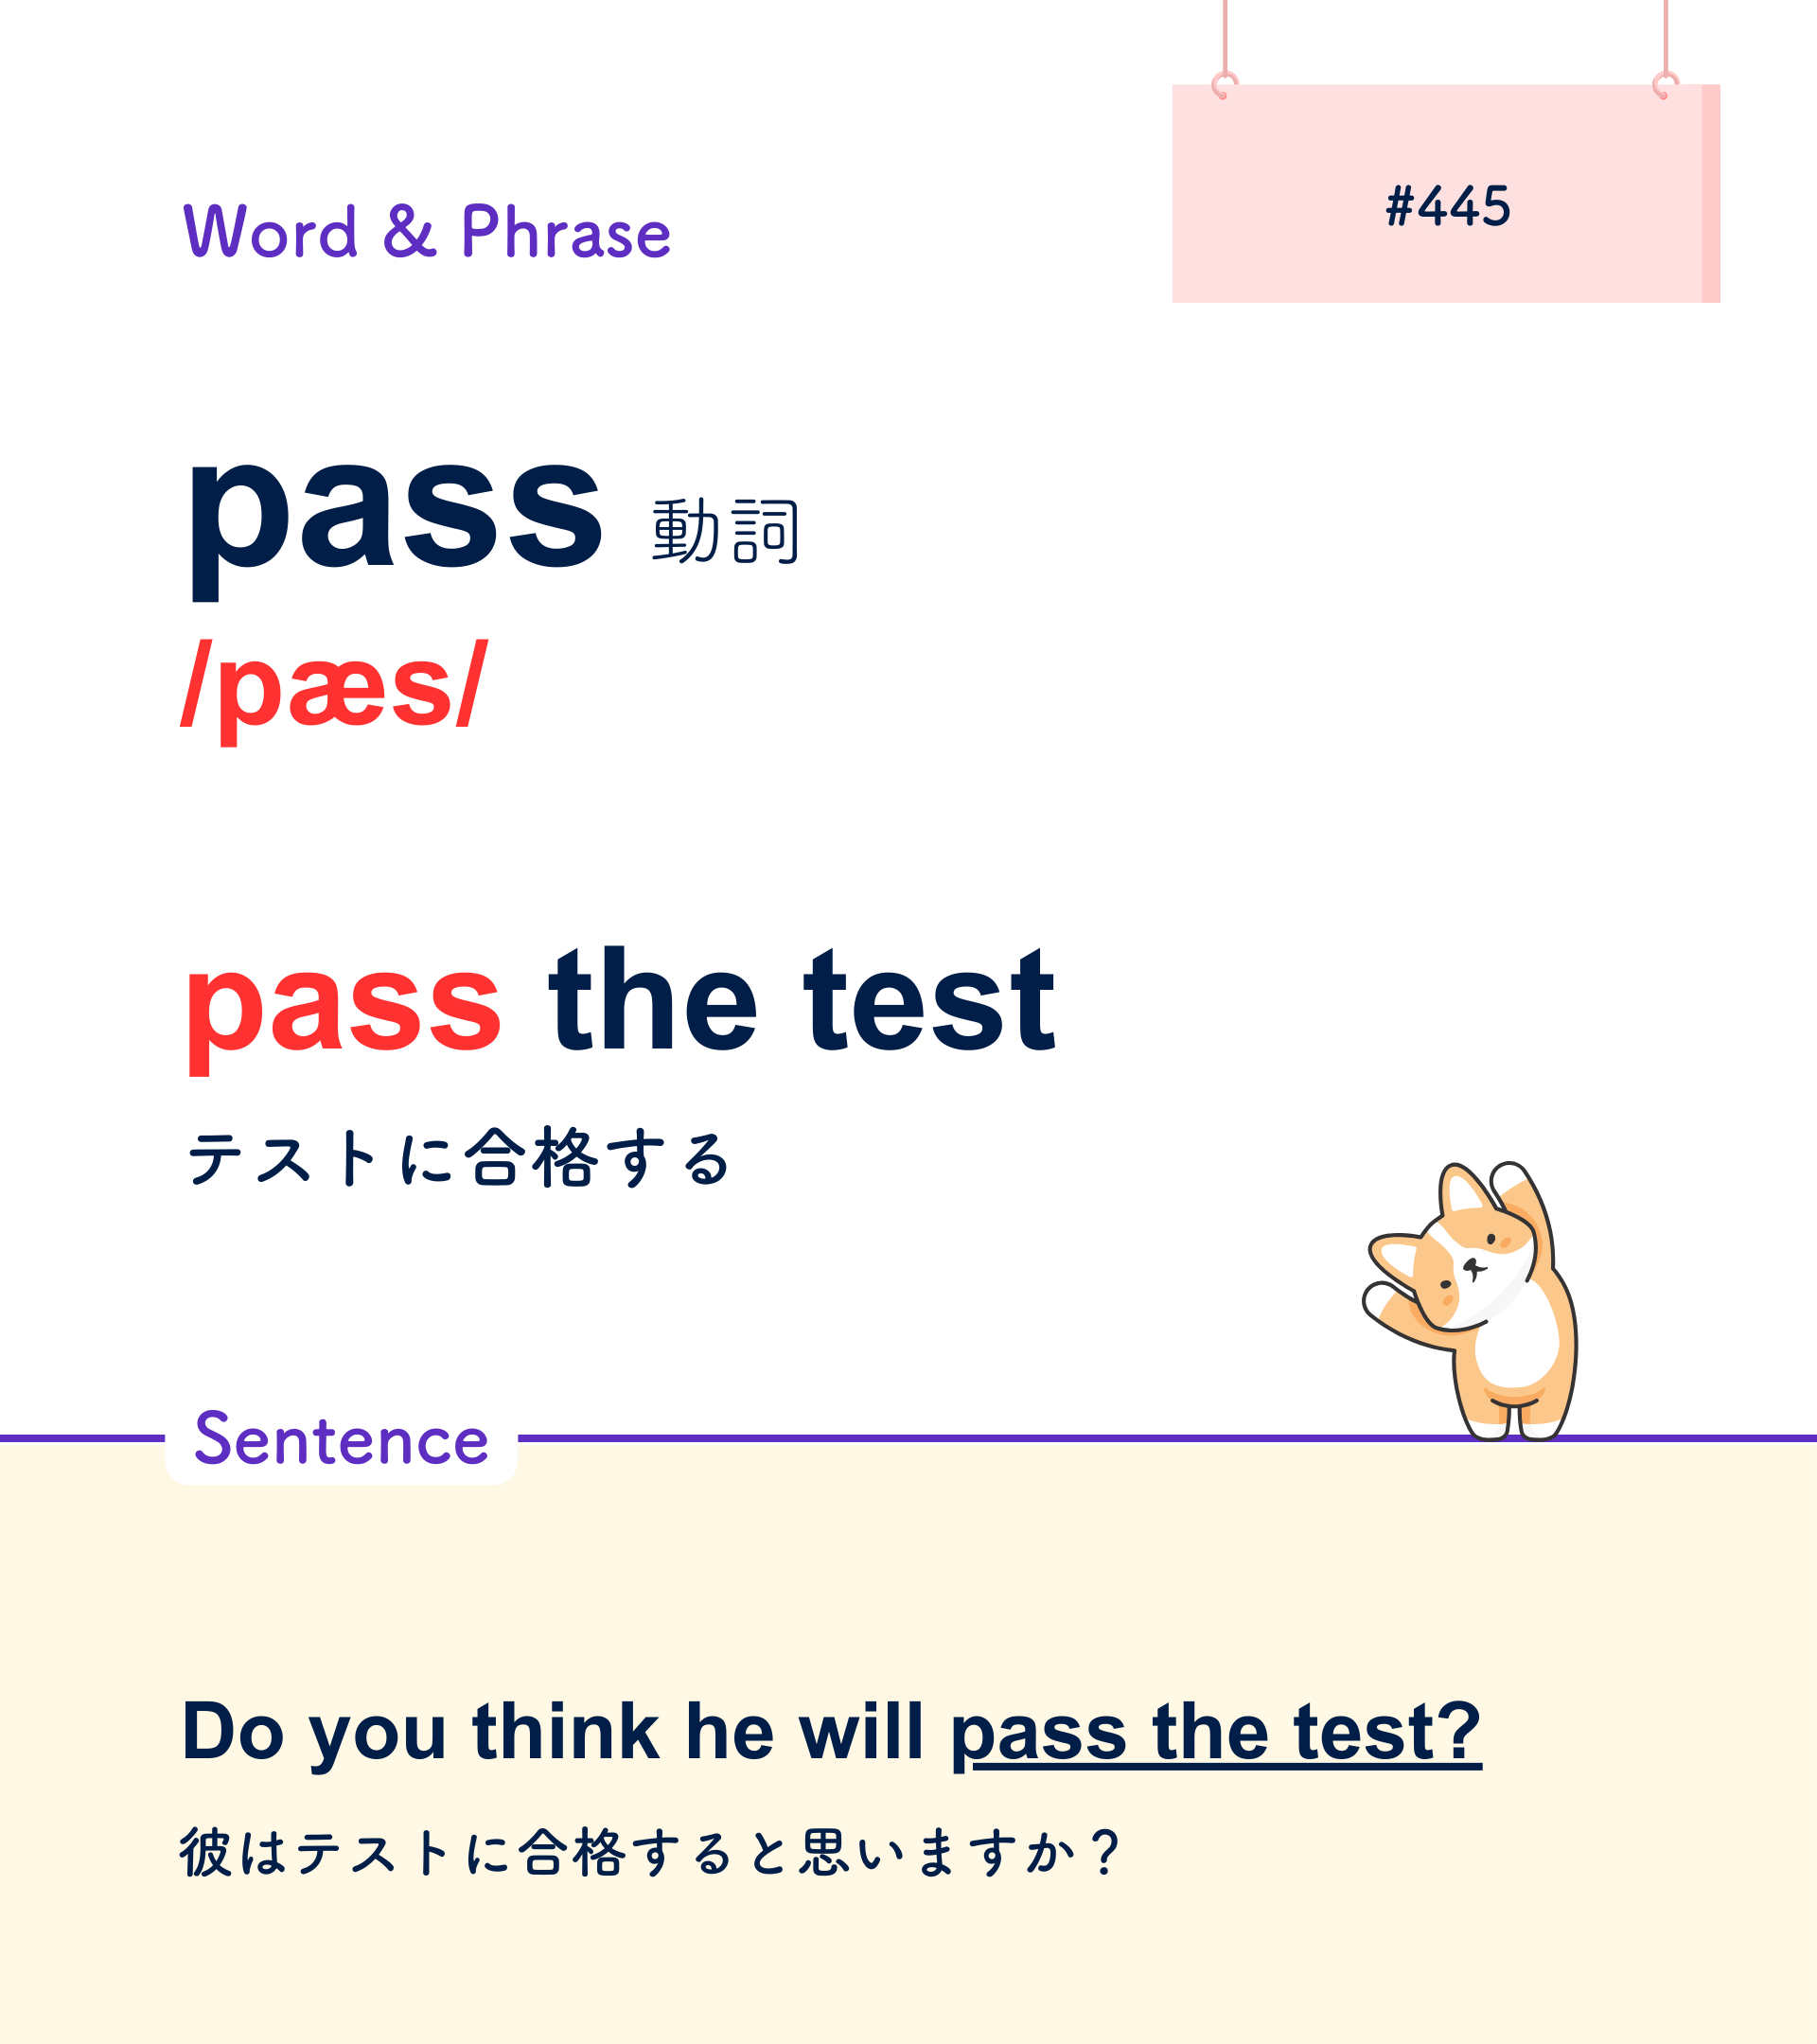 Word & Phrase
#445
pass 動詞
/pæs/
pass the test
テストに合格する
Sentence
Do you think he will pass the test?
彼はテストに合格すると思いますか？